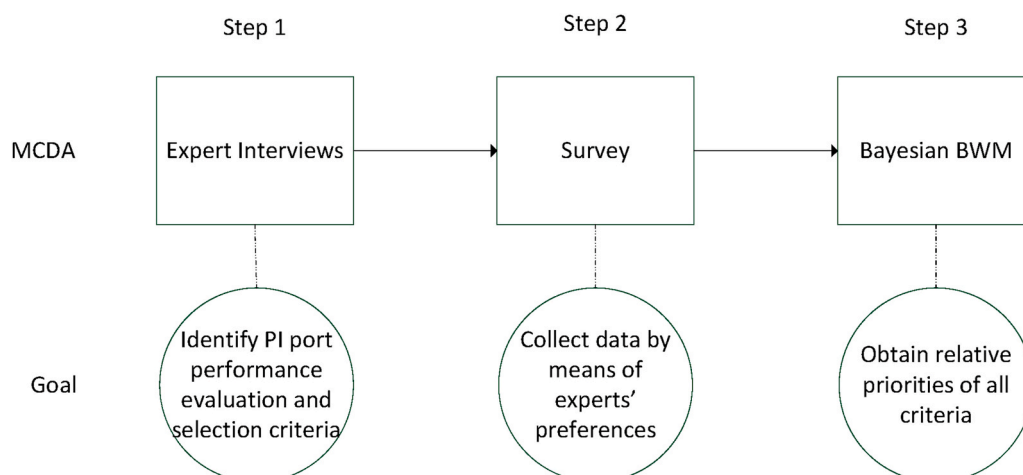 Step 1
Step 2
Step 3
MCDA
Expert Interviews
Survey
Bayesian BWM
Goal
Identify PI port
performance
evaluation and
selection criteria
Collect data by
means of
experts’
preferences
Obtain relative
priorities of all
criteria